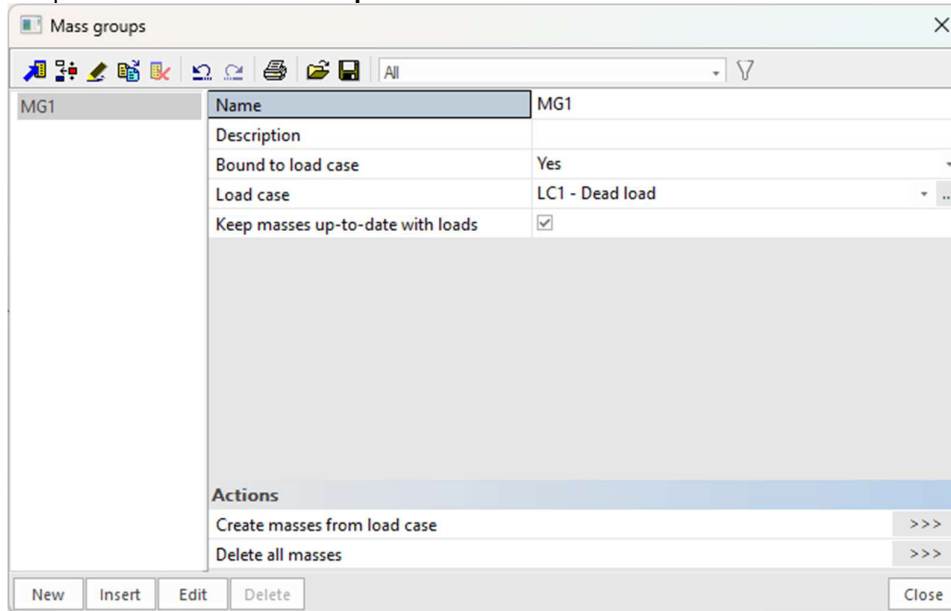 Mass groups
All
MG1
Name MG1
Description
Bound to load case Yes
Load case LC1 - Dead load ...
Keep masses up-to-date with loads
Actions
Create masses from load case >>>
Delete all masses >>>
New Insert Edit Delete Close